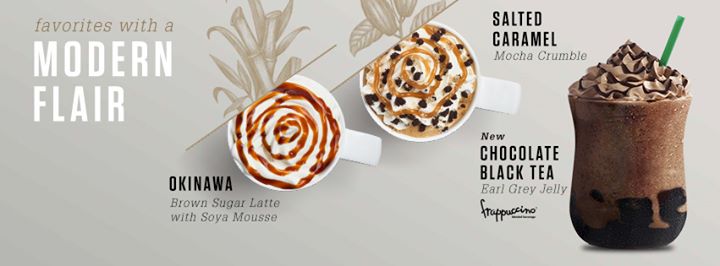 favorites with a
MODERN
FLAIR
OKINAWA
Brown Sugar Latte
with Soya Mousse
SALTED
CARAMEL
Mocha Crumble
New
CHOCOLATE
BLACK TEA
Earl Grey Jelly
frappuccino